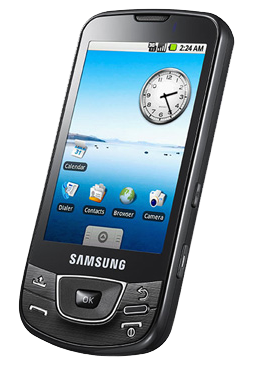 2:24 AM
31
Calendar
Dialer
Contacts
Browser
Camera
SAMSUNG
OK